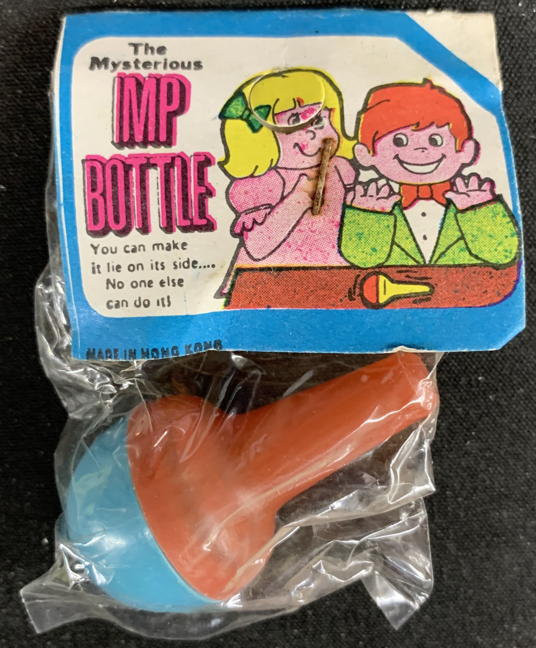 The
Mysterious
IMP
BOTTLE
You can make
it lie on its side....
No one else
can do it!
MADE IN HONG KONG